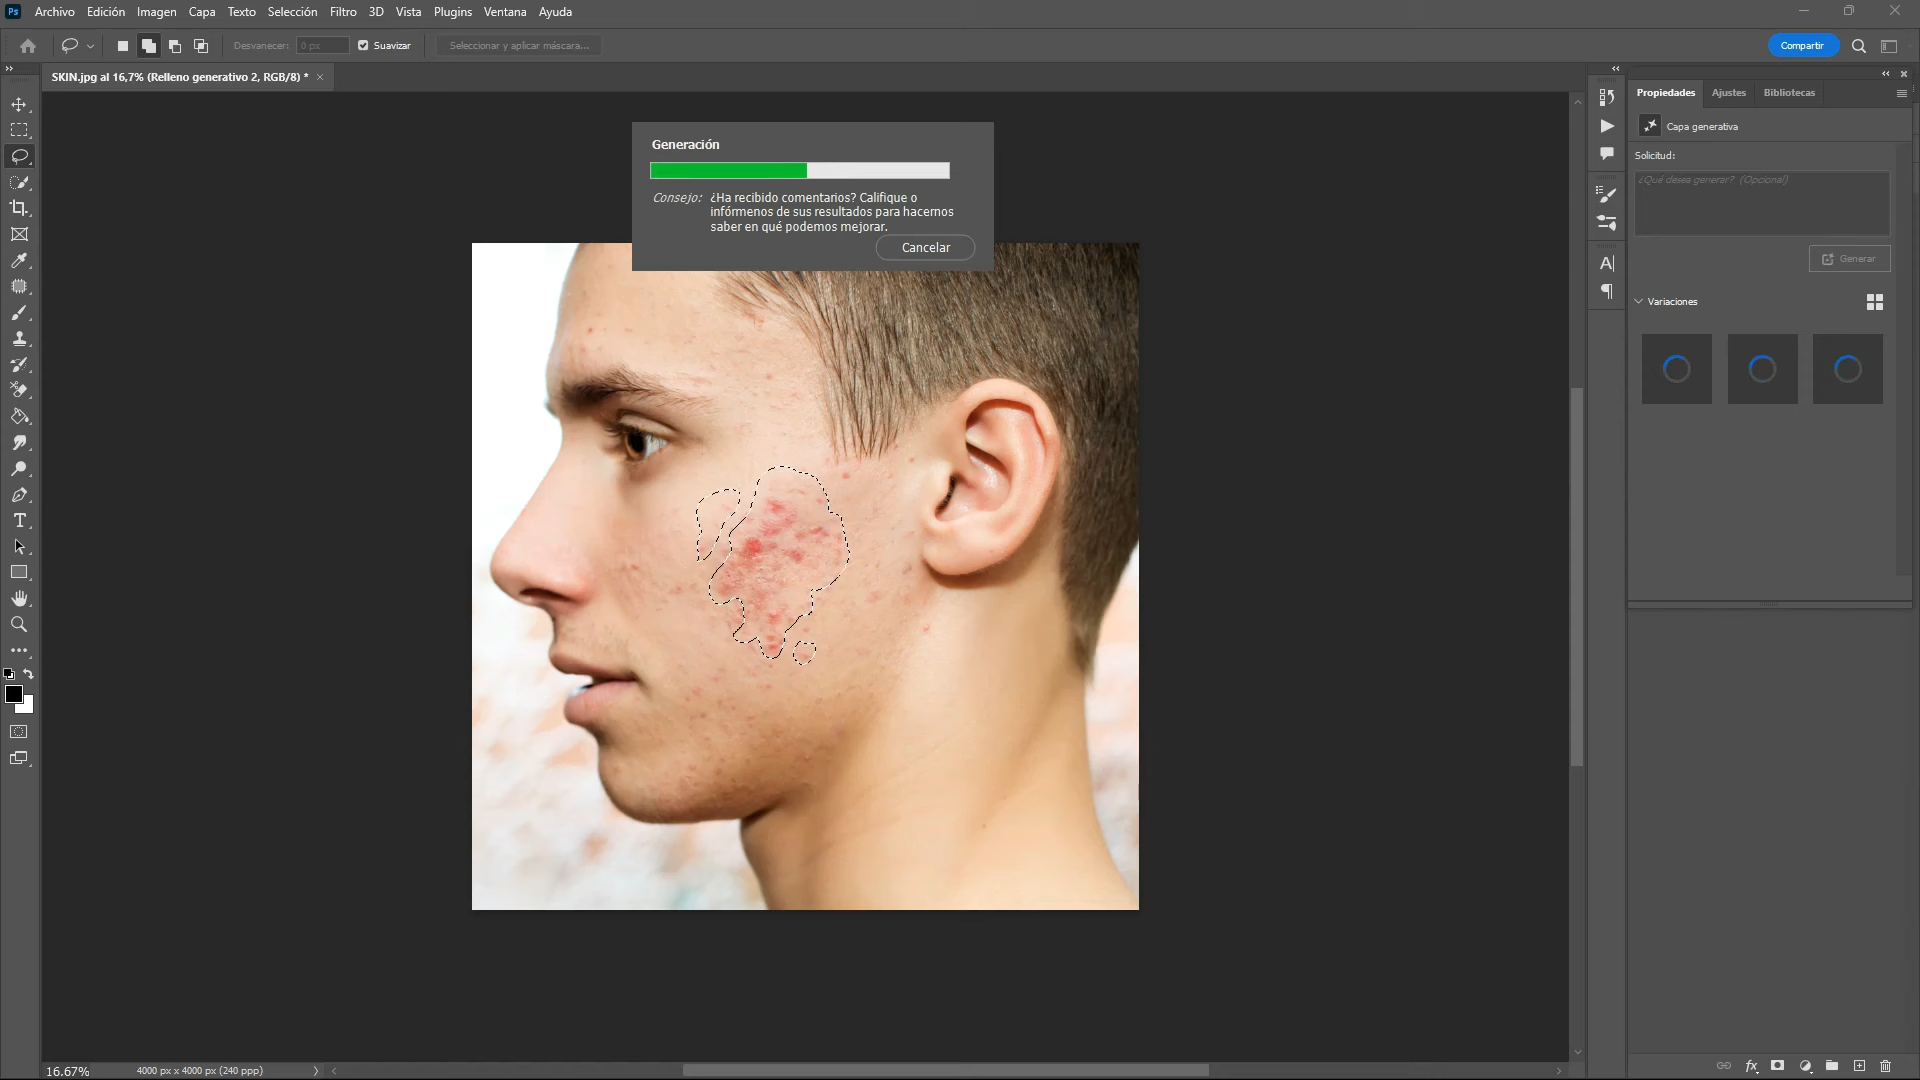 Ps Archivo Edición Imagen Capa Texto Selección Filtro 3D Vista Plugins Ventana Ayuda
Desvanecer: 0 px Suavizar Seleccionar y aplicar máscara... Compartir
SKIN.jpg al 16,7% (Relleno generativo 2, RGB/8) * ×
Propiedades Ajustes Bibliotecas
Capa generativa
Solicitud:
¿Qué desea generar? (Opcional)
Generar
Variaciones
Generación
Consejo: ¿Ha recibido comentarios? Califique o
infórmenos de sus resultados para hacernos
saber en qué podemos mejorar.
Cancelar
16.67% 4000 px x 4000 px (240 ppp)